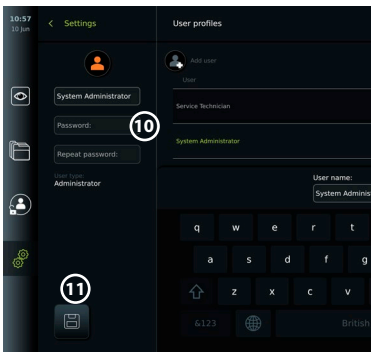 10:57
10 Jun
Settings
User profiles
Add user
User
System Administrator
Service Technician
Password:
10
System Administrator
Repeat password:
User type:
Administrator
User name:
System Adminis
q w e r t
a s d f g
11
z x c v
&123
British